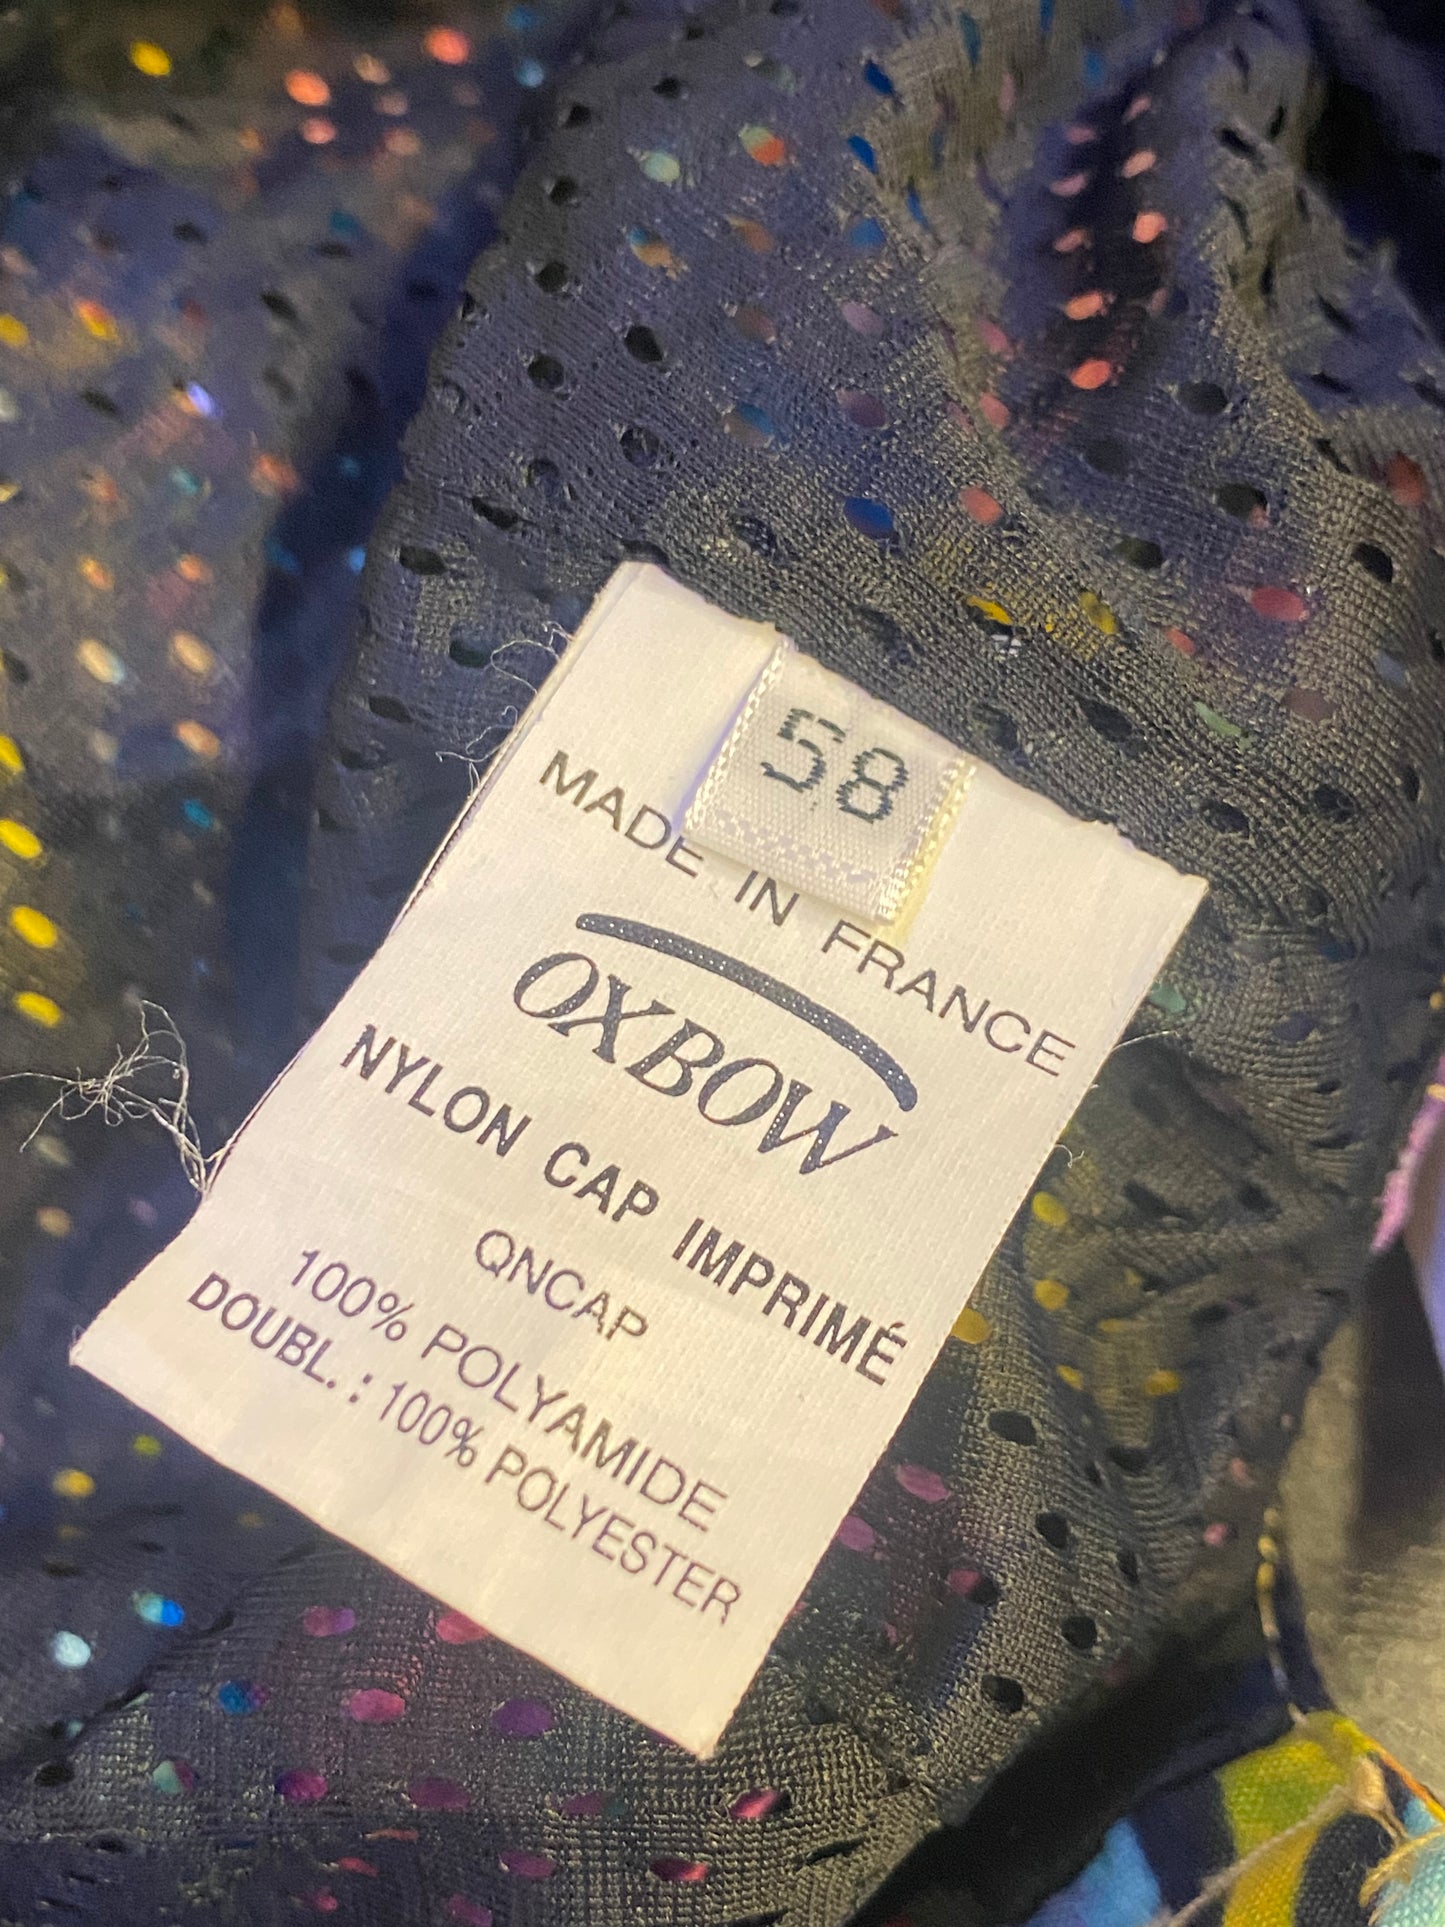 58
MADE IN FRANCE
OXBOW
NYLON CAP IMPRIMÉ
QNCAP
100% POLYAMIDE
DOUBL. : 100% POLYESTER